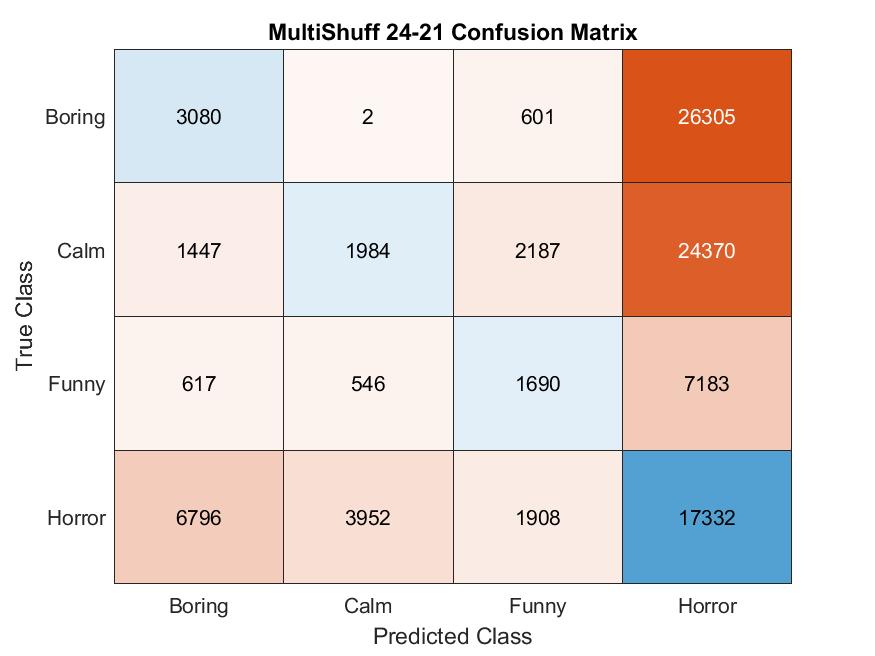 MultiShuff 24-21 Confusion Matrix
True Class
Boring 3080 2 601 26305
Calm 1447 1984 2187 24370
Funny 617 546 1690 7183
Horror 6796 3952 1908 17332
Boring Calm Funny Horror
Predicted Class